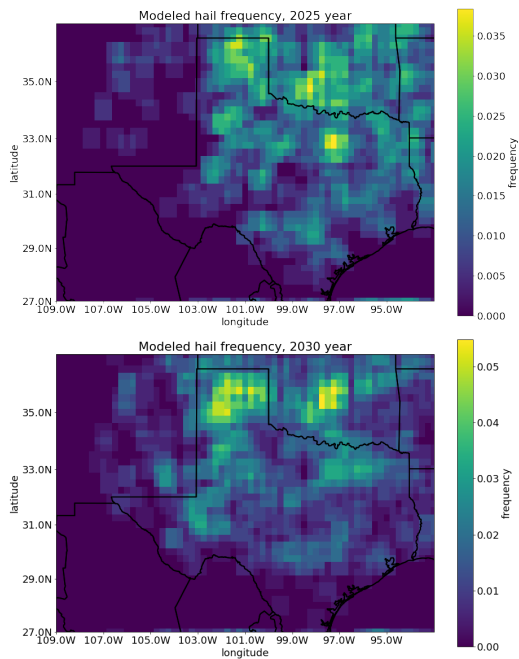 Modeled hail frequency, 2025 year
35.0N
33.0N
31.0N
29.0N
27.0N
latitude
109.0W 107.0W 105.0W 103.0W 101.0W 99.0W 97.0W 95.0W
longitude
0.035
0.030
0.025
0.020
0.015
0.010
0.005
0.000
frequency
Modeled hail frequency, 2030 year
35.0N
33.0N
31.0N
29.0N
27.0N
latitude
109.0W 107.0W 105.0W 103.0W 101.0W 99.0W 97.0W 95.0W
longitude
0.05
0.04
0.03
0.02
0.01
0.00
frequency